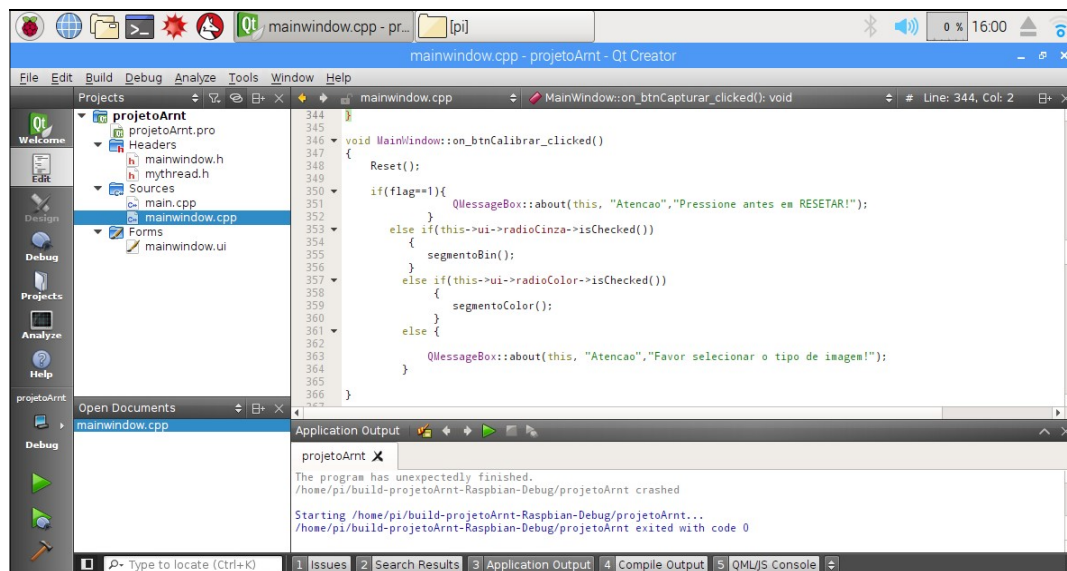 mainwindow.cpp - pr...
[pi]
0 %
16:00
mainwindow.cpp - projetoArnt - Qt Creator
File Edit Build Debug Analyze Tools Window Help
Projects
mainwindow.cpp
MainWindow::on_btnCapturar_clicked(): void
# Line: 344, Col: 2
Qt
Welcome
Edit
Design
Debug
Projects
Analyze
Help
projetoArnt
Debug
projetoArnt
projetoArnt.pro
Headers
mainwindow.h
mythread.h
Sources
main.cpp
mainwindow.cpp
Forms
mainwindow.ui
Open Documents
mainwindow.cpp
344 }
345
346 void MainWindow::on_btnCalibrar_clicked()
347 {
348 Reset();
349
350 if(flag==1){
351 QMessageBox::about(this, "Atencao","Pressione antes em RESETAR!");
352 }
353 else if(this->ui->radioCinza->isChecked())
354 {
355 segmentoBin();
356 }
357 else if(this->ui->radioColor->isChecked())
358 {
359 segmentoColor();
360 }
361 else {
362
363 QMessageBox::about(this, "Atencao","Favor selecionar o tipo de imagem!");
364 }
365
366 }
Application Output
projetoArnt
The program has unexpectedly finished.
/home/pi/build-projetoArnt-Raspbian-Debug/projetoArnt crashed
Starting /home/pi/build-projetoArnt-Raspbian-Debug/projetoArnt...
/home/pi/build-projetoArnt-Raspbian-Debug/projetoArnt exited with code 0
Type to locate (Ctrl+K)
1 Issues 2 Search Results 3 Application Output 4 Compile Output 5 QML/JS Console